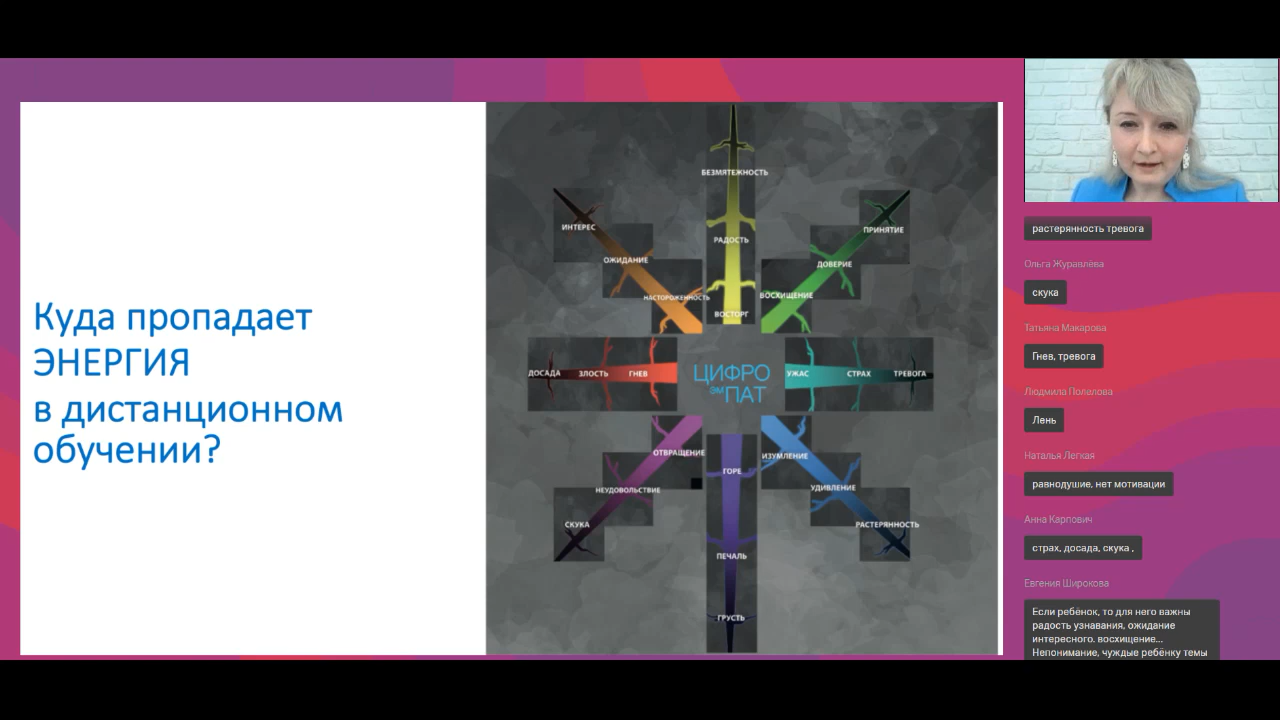 Куда пропадает
ЭНЕРГИЯ
в дистанционном
обучении?
БЕЗМЯТЕЖНОСТЬ
РАДОСТЬ
ВОСТОРГ
ИНТЕРЕС
ОЖИДАНИЕ
НАСТОРОЖЕННОСТЬ
ПРИНЯТИЕ
ДОВЕРИЕ
ВОСХИЩЕНИЕ
ДОСАДА
ЗЛОСТЬ
ГНЕВ
ЦИФРО
эмПАТ
УЖАС
СТРАХ
ТРЕВОГА
ОТВРАЩЕНИЕ
НЕУДОВОЛЬСТВИЕ
СКУКА
ГОРЕ
ПЕЧАЛЬ
ГРУСТЬ
ИЗУМЛЕНИЕ
УДИВЛЕНИЕ
РАСТЕРЯННОСТЬ
растерянность тревога
Ольга Журавлёва
скука
Татьяна Макарова
Гнев, тревога
Людмила Полелова
Лень
Наталья Легкая
равнодушие, нет мотивации
Анна Карпович
страх, досада, скука ,
Евгения Широкова
Если ребёнок, то для него важны
радость узнавания, ожидание
интересного. восхищение...
Непонимание, чуждые ребёнку темы